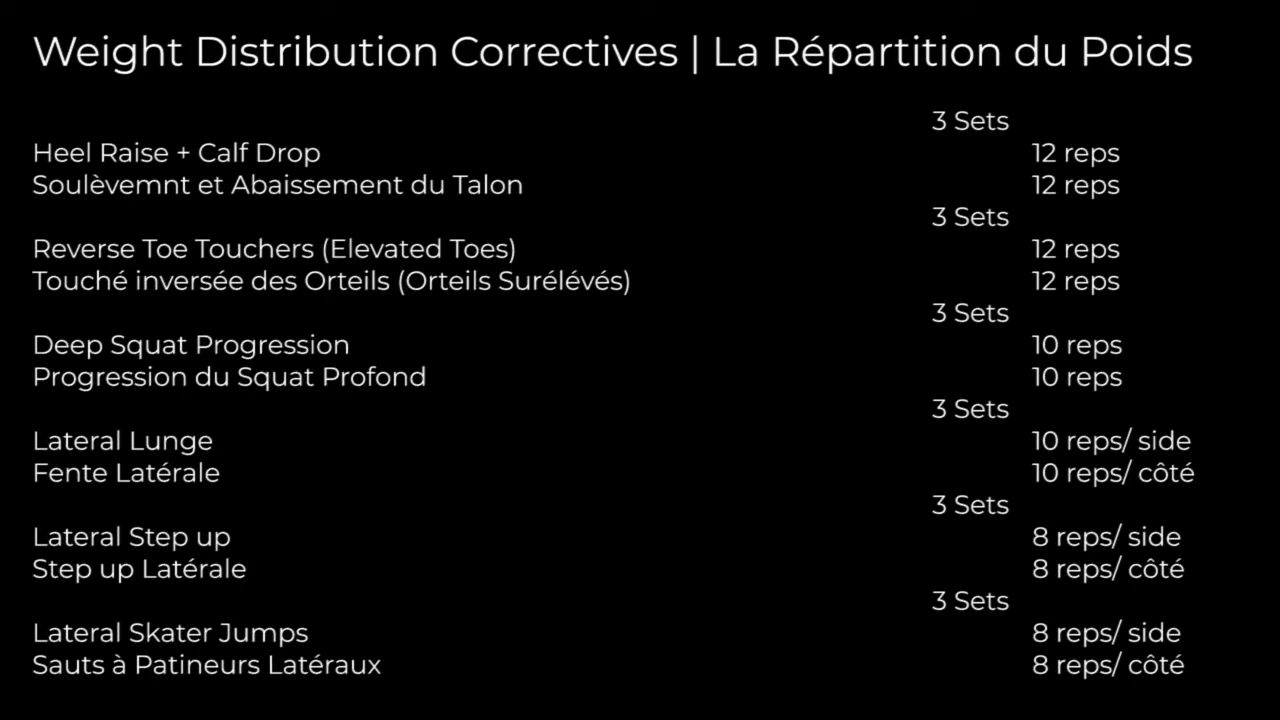 Weight Distribution Correctives | La Répartition du Poids
3 Sets
Heel Raise + Calf Drop 12 reps
Soulèvemnt et Abaissement du Talon 12 reps
3 Sets
Reverse Toe Touchers (Elevated Toes) 12 reps
Touché inversée des Orteils (Orteils Surélévés) 12 reps
3 Sets
Deep Squat Progression 10 reps
Progression du Squat Profond 10 reps
3 Sets
Lateral Lunge 10 reps/ side
Fente Latérale 10 reps/ côté
3 Sets
Lateral Step up 8 reps/ side
Step up Latérale 8 reps/ côté
3 Sets
Lateral Skater Jumps 8 reps/ side
Sauts à Patineurs Latéraux 8 reps/ côté